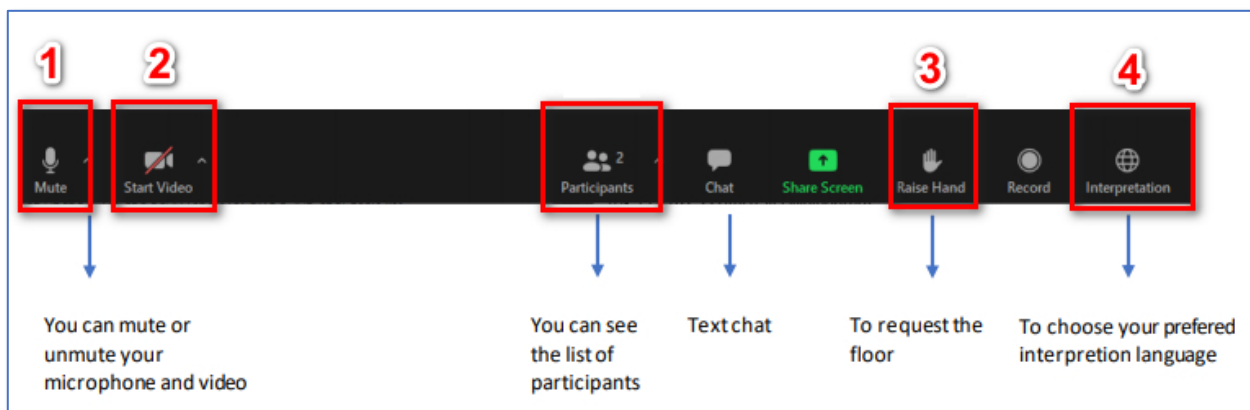 1
2
3
4
Mute
Start Video
2
Participants
Chat
Share Screen
Raise Hand
Record
Interpretation
You can mute or
unmute your
microphone and video
You can see
the list of
participants
Text chat
To request the
floor
To choose your prefered
interpretion language